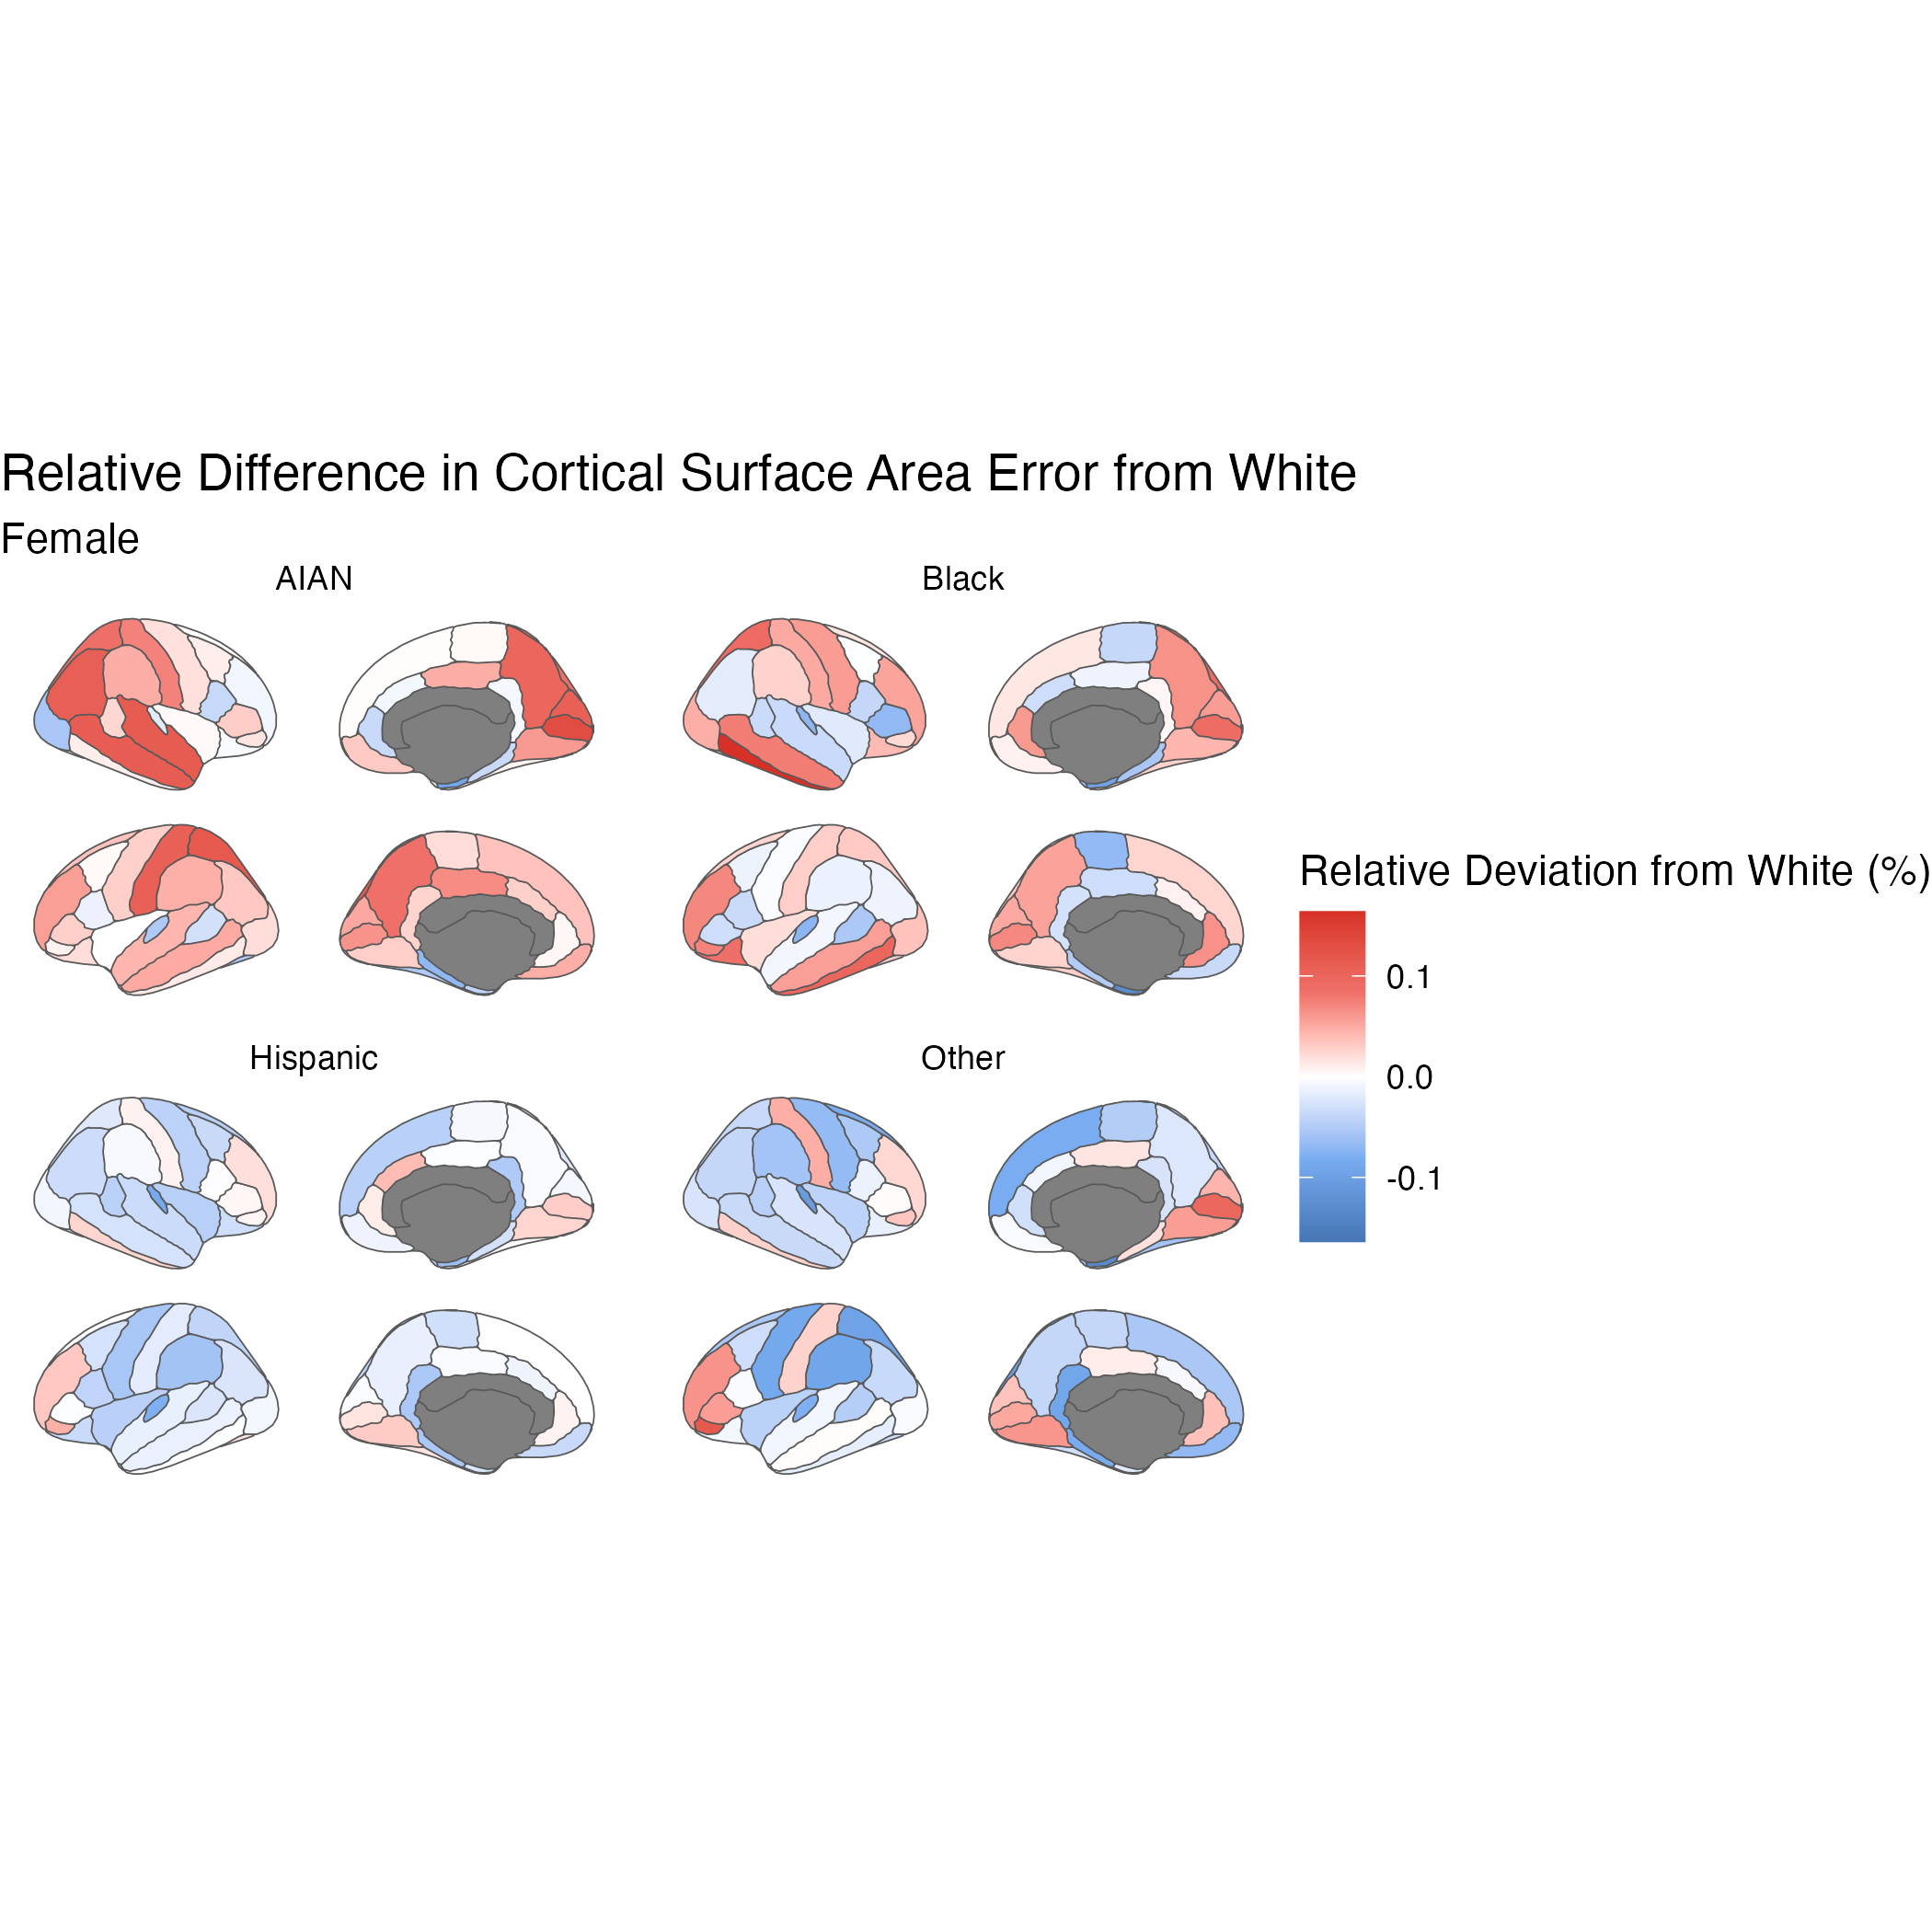 Relative Difference in Cortical Surface Area Error from White
Female
AIAN
Black
Hispanic
Other
Relative Deviation from White (%)
0.1
0.0
-0.1